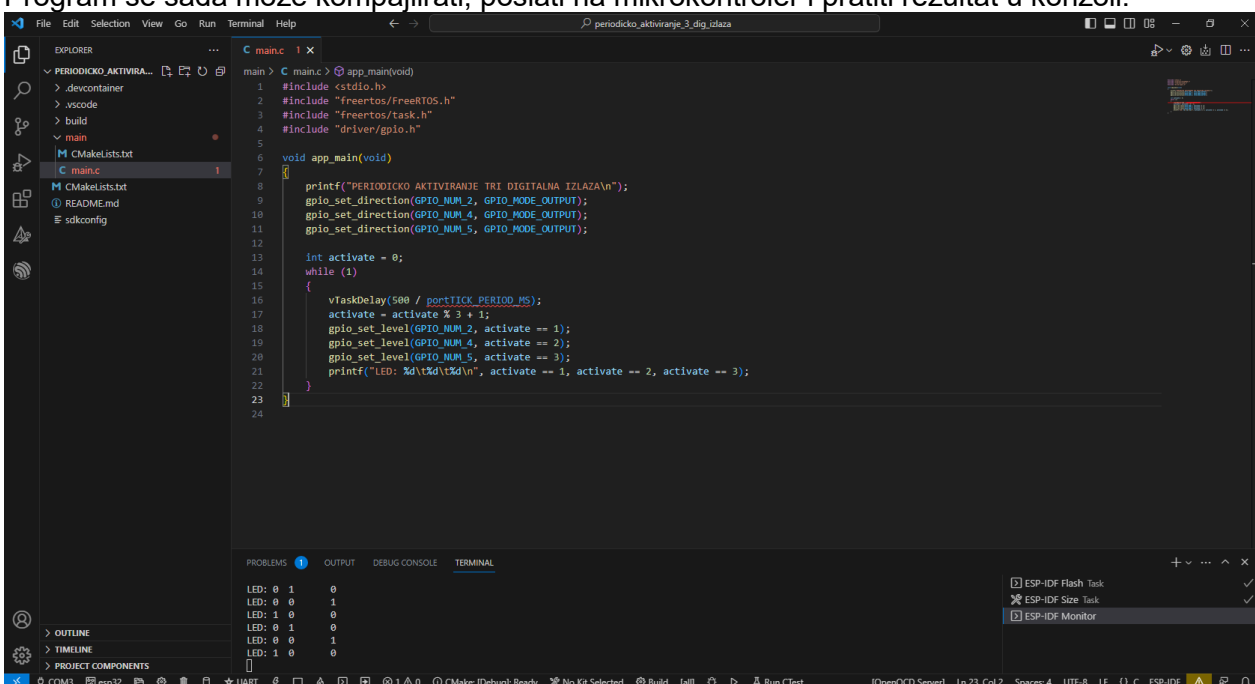 Program se sada može kompajlirati, poslati na mikrokontroler i pratiti rezultat u konzoli.
File Edit Selection View Go Run Terminal Help
periodicko_aktiviranje_3_dig_izlaza
EXPLORER
PERIODICKO_AKTIVIRA...
.devcontainer
.vscode
build
main
CMakeLists.txt
main.c 1
CMakeLists.txt
README.md
sdkconfig
OUTLINE
TIMELINE
PROJECT COMPONENTS
main.c 1
main > main.c > app_main(void)
1 #include <stdio.h>
2 #include "freertos/FreeRTOS.h"
3 #include "freertos/task.h"
4 #include "driver/gpio.h"
5
6 void app_main(void)
7 {
8 printf("PERIODICKO AKTIVIRANJE TRI DIGITALNA IZLAZA\n");
9 gpio_set_direction(GPIO_NUM_2, GPIO_MODE_OUTPUT);
10 gpio_set_direction(GPIO_NUM_4, GPIO_MODE_OUTPUT);
11 gpio_set_direction(GPIO_NUM_5, GPIO_MODE_OUTPUT);
12
13 int activate = 0;
14 while (1)
15 {
16 vTaskDelay(500 / portTICK_PERIOD_MS);
17 activate = activate % 3 + 1;
18 gpio_set_level(GPIO_NUM_2, activate == 1);
19 gpio_set_level(GPIO_NUM_4, activate == 2);
20 gpio_set_level(GPIO_NUM_5, activate == 3);
21 printf("LED: %d\t%d\t%d\n", activate == 1, activate == 2, activate == 3);
22 }
23 }
24
PROBLEMS 1 OUTPUT DEBUG CONSOLE TERMINAL
LED: 0 1 0
LED: 0 0 1
LED: 1 0 0
LED: 0 1 0
LED: 0 0 1
LED: 1 0 0
ESP-IDF Flash Task
ESP-IDF Size Task
ESP-IDF Monitor
COM3 esp32 UART 1 0 CMake: [Debug]: Ready No Kit Selected Build [all] Run CTest [OpenOCD Server] Ln 23, Col 2 Spaces: 4 UTF-8 LF {} C ESP-IDF